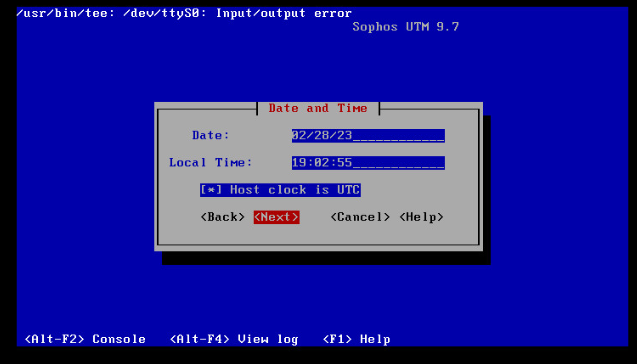 /usr/bin/tee: /dev/ttyS0: Input/output error
Sophos UTM 9.7
Date and Time
Date: 02/28/23____________
Local Time: 19:02:55____________
[*] Host clock is UTC
<Back> <Next> <Cancel> <Help>
<Alt-F2> Console <Alt-F4> View log <F1> Help